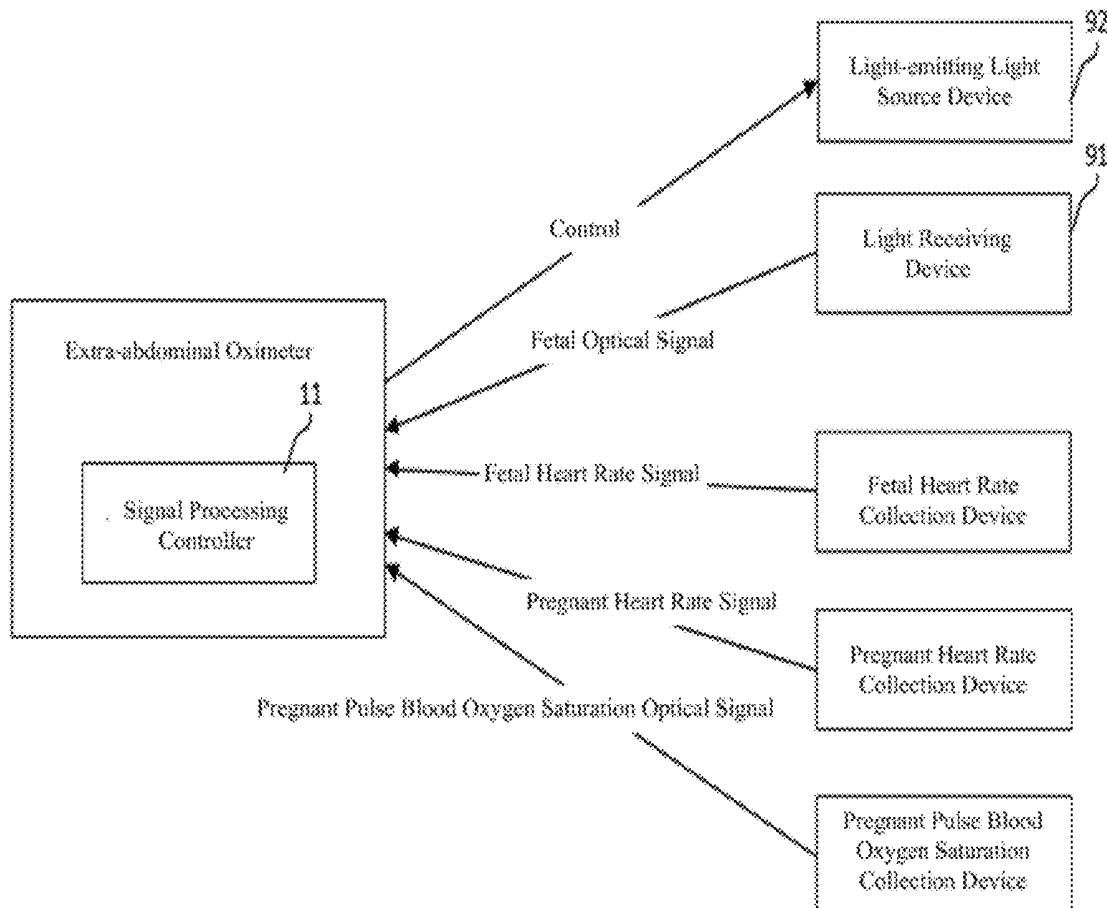 92
Light-emitting Light
Source Device
91
Control
Light Receiving
Device
Fetal Optical Signal
Extra-abdominal Oximeter
11
Fetal Heart Rate Signal
Fetal Heart Rate
Collection Device
Signal Processing
Controller
Pregnant Heart Rate Signal
Pregnant Heart Rate
Collection Device
Pregnant Pulse Blood Oxygen Saturation Optical Signal
Pregnant Pulse Blood
Oxygen Saturation
Collection Device